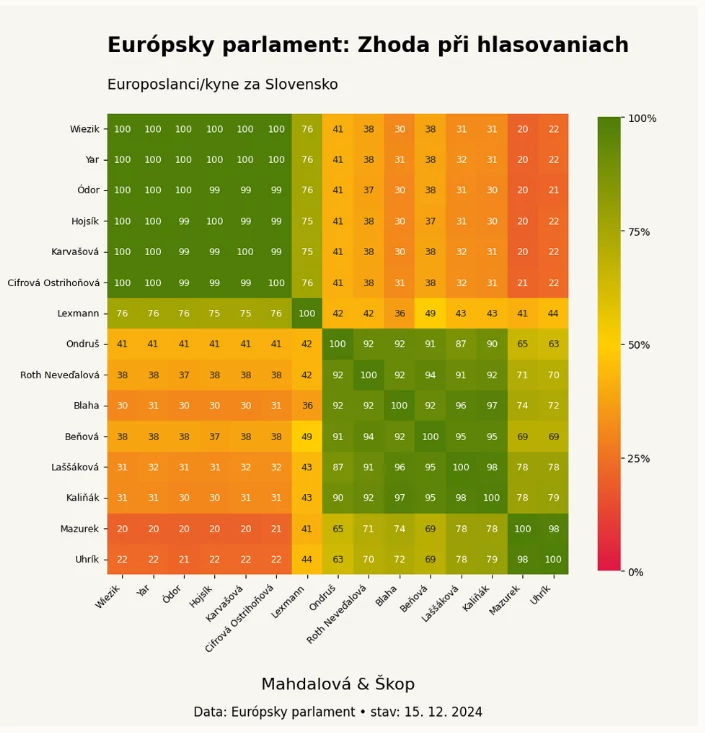 Európsky parlament: Zhoda při hlasovaniach
Europoslanci/kyne za Slovensko
Wiezik 100 100 100 100 100 100 76 41 38 30 38 31 31 20 22
Yar 100 100 100 100 100 100 76 41 38 31 38 32 31 20 22
Ódor 100 100 100 99 99 99 76 41 37 30 38 31 30 20 21
Hojsík 100 100 99 100 99 99 75 41 38 30 37 31 30 20 22
Karvašová 100 100 99 99 100 99 75 41 38 30 38 32 31 20 22
Cifrová Ostrihoňová 100 100 99 99 99 100 76 41 38 31 38 32 31 21 22
Lexmann 76 76 76 75 75 76 100 42 42 36 49 43 43 41 44
Ondruš 41 41 41 41 41 41 42 100 92 92 91 87 90 65 63
Roth Neveďalová 38 38 37 38 38 38 42 92 100 92 94 91 92 71 70
Blaha 30 31 30 30 30 31 36 92 92 100 92 96 97 74 72
Beňová 38 38 38 37 38 38 49 91 94 92 100 95 95 69 69
Laššáková 31 32 31 31 32 32 43 87 91 96 95 100 98 78 78
Kaliňák 31 31 30 30 31 31 43 90 92 97 95 98 100 78 79
Mazurek 20 20 20 20 20 21 41 65 71 74 69 78 78 100 98
Uhrík 22 22 21 22 22 22 44 63 70 72 69 78 79 98 100
Wiezik Yar Ódor Hojsík Karvašová Cifrová Ostrihoňová Lexmann Ondruš Roth Neveďalová Blaha Beňová Laššáková Kaliňák Mazurek Uhrík
100%
75%
50%
25%
0%
Mahdalová & Škop
Data: Európsky parlament • stav: 15. 12. 2024